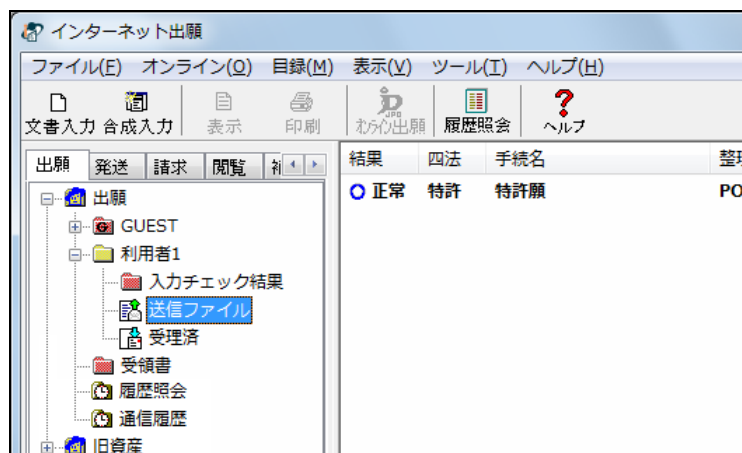 インターネット出願
ファイル(F) オンライン(O) 目録(M) 表示(V) ツール(T) ヘルプ(H)
文書入力 合成入力 表示 印刷 オンライン出願 履歴照会 ヘルプ
出願 発送 請求 閲覧
結果 四法 手続名
正常 特許 特許願 PO
出願
GUEST
利用者1
入力チェック結果
送信ファイル
受理済
受領書
履歴照会
通信履歴
旧資産